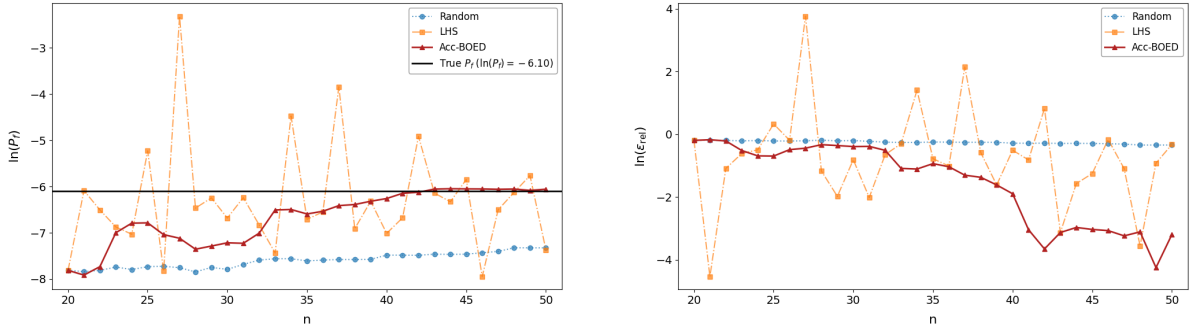 Random
LHS
Acc-BOED
True P_f (ln(P_f) = −6.10)
−3
−4
−5
−6
−7
−8
ln(P_f)
20 25 30 35 40 45 50
n
Random
LHS
Acc-BOED
4
2
0
−2
−4
ln(ε_rel)
20 25 30 35 40 45 50
n